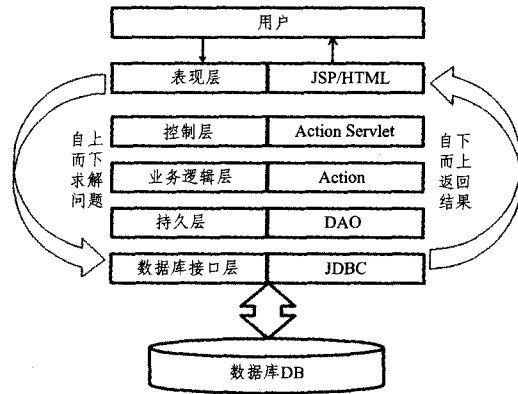 用户
表现层 JSP/HTML
控制层 Action Servlet
业务逻辑层 Action
持久层 DAO
数据库接口层 JDBC
自上
而下
求解
问题
自下
而上
返回
结果
数据库DB